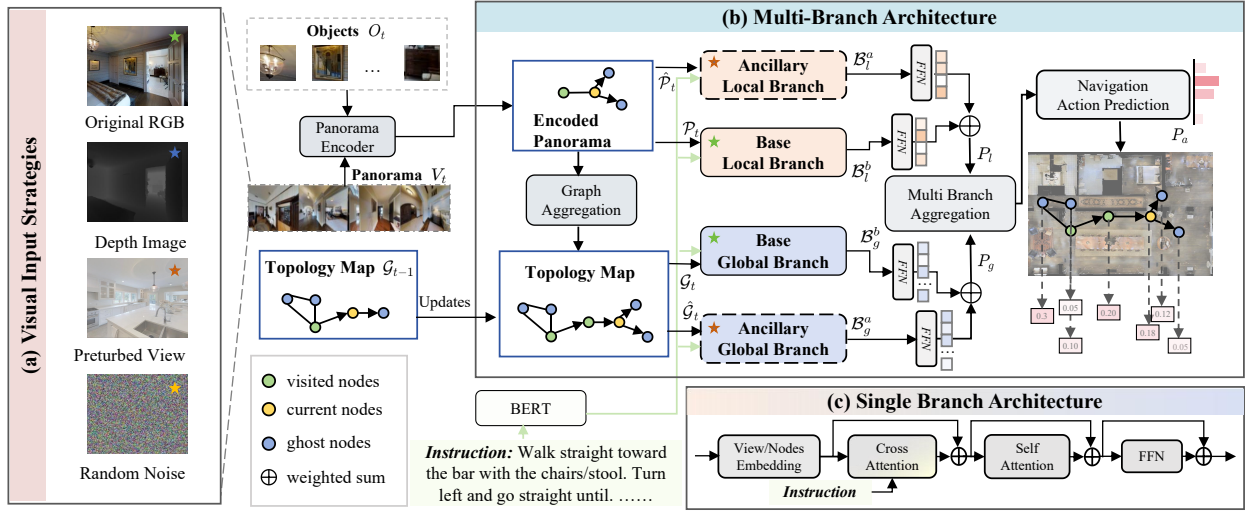 (a) Visual Input Strategies
Original RGB
Depth Image
Preturbed View
Random Noise
Objects O_t
...
Panorama
Encoder
Panorama V_t
Topology Map 𝒢_{t-1}
Updates
visited nodes
current nodes
ghost nodes
weighted sum
BERT
Instruction: Walk straight toward
the bar with the chairs/stool. Turn
left and go straight until. ……
(b) Multi-Branch Architecture
Encoded
Panorama
Graph
Aggregation
Topology Map
𝒫̂_t
𝒫_t
𝒢_t
𝒢̂_t
Ancillary
Local Branch
Base
Local Branch
Base
Global Branch
Ancillary
Global Branch
ℬ_l^a
ℬ_l^b
ℬ_g^b
ℬ_g^a
FFN
FFN
FFN
...
FFN
...
P_l
Multi Branch
Aggregation
P_g
Navigation
Action Prediction
P_a
0.3
0.05
0.10
0.20
0.18
0.12
0.05
(c) Single Branch Architecture
View/Nodes
Embedding
Cross
Attention
Self
Attention
FFN
Instruction